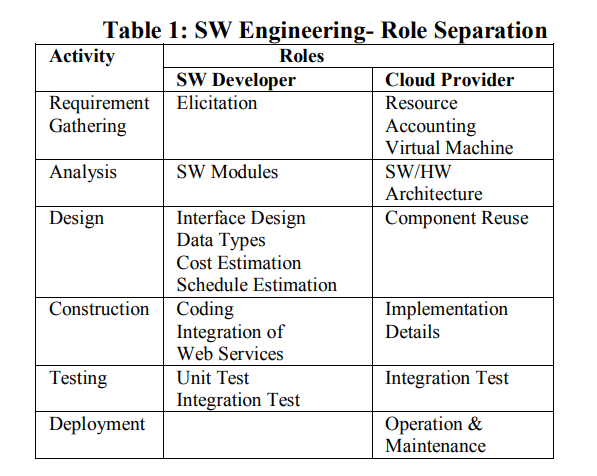 Table 1: SW Engineering- Role Separation
Activity
Roles
SW Developer
Cloud Provider
Requirement
Gathering
Elicitation
Resource
Accounting
Virtual Machine
Analysis
SW Modules
SW/HW
Architecture
Design
Interface Design
Data Types
Cost Estimation
Schedule Estimation
Component Reuse
Construction
Coding
Integration of
Web Services
Implementation
Details
Testing
Unit Test
Integration Test
Integration Test
Deployment
Operation &
Maintenance